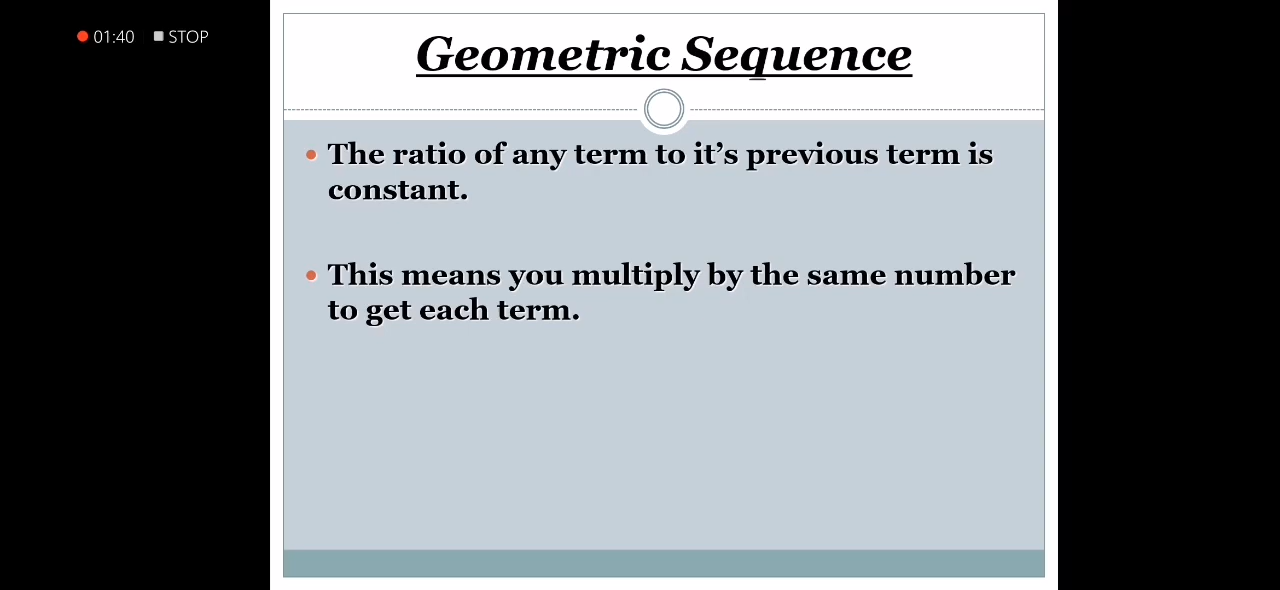 01:40 STOP
Geometric Sequence
• The ratio of any term to it’s previous term is
constant.
• This means you multiply by the same number
to get each term.